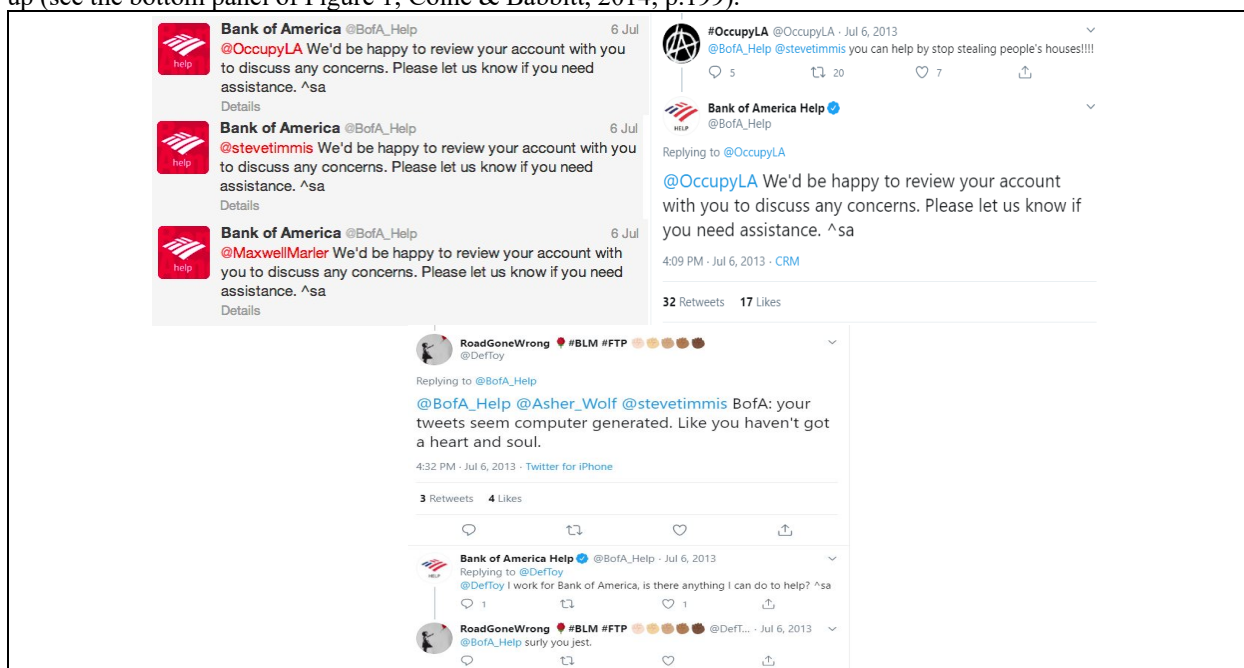 up (see the bottom panel of Figure 1; Coine & Babbitt, 2014, p.199).
Bank of America @BofA_Help 6 Jul
@OccupyLA We'd be happy to review your account with you
to discuss any concerns. Please let us know if you need
assistance. ^sa
Details
help
Bank of America @BofA_Help 6 Jul
@stevetimmis We'd be happy to review your account with you
to discuss any concerns. Please let us know if you need
assistance. ^sa
Details
help
Bank of America @BofA_Help 6 Jul
@MaxwellMarler We'd be happy to review your account with
you to discuss any concerns. Please let us know if you need
assistance. ^sa
Details
help
#OccupyLA @OccupyLA · Jul 6, 2013
@BofA_Help @stevetimmis you can help by stop stealing people's houses!!!!
5 20 7
Bank of America Help
@BofA_Help
HELP
Replying to @OccupyLA
@OccupyLA We'd be happy to review your account
with you to discuss any concerns. Please let us know if
you need assistance. ^sa
4:09 PM · Jul 6, 2013 · CRM
32 Retweets 17 Likes
RoadGoneWrong #BLM #FTP
@DefToy
Replying to @BofA_Help
@BofA_Help @Asher_Wolf @stevetimmis BofA: your
tweets seem computer generated. Like you haven't got
a heart and soul.
4:32 PM · Jul 6, 2013 · Twitter for iPhone
3 Retweets 4 Likes
Bank of America Help @BofA_Help · Jul 6, 2013
HELP
Replying to @DefToy
@DefToy I work for Bank of America, is there anything I can do to help? ^sa
1 1
RoadGoneWrong #BLM #FTP @DefT... · Jul 6, 2013
@BofA_Help surly you jest.